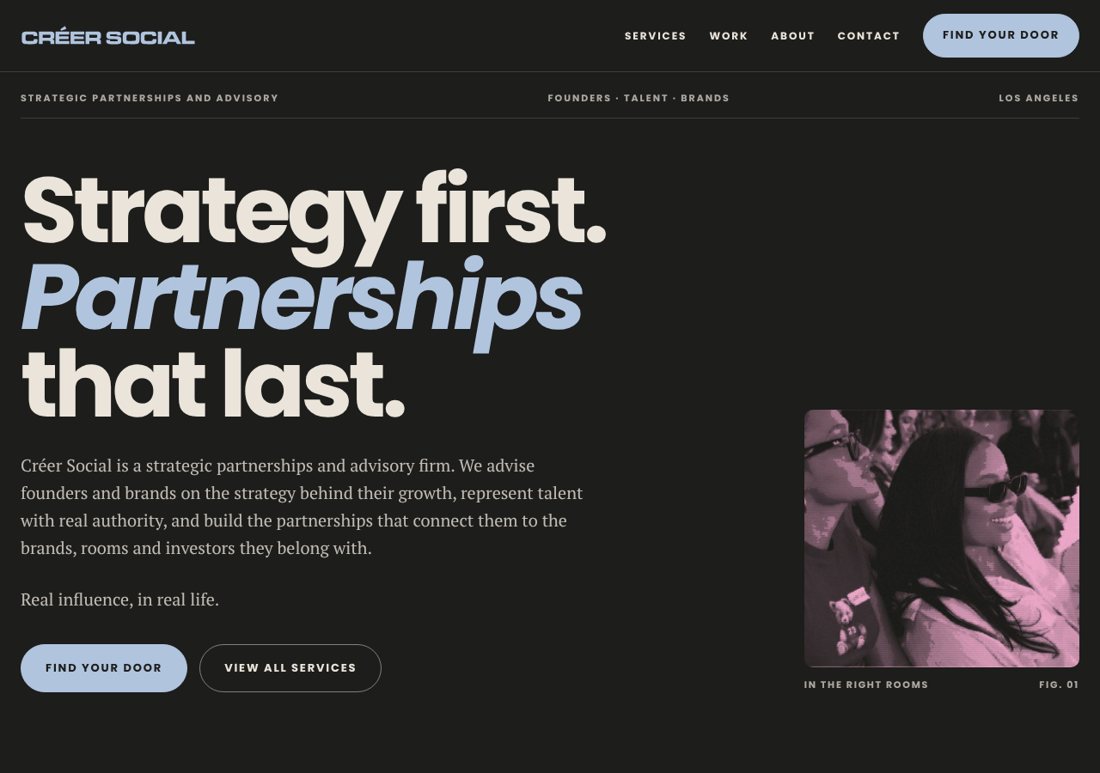 CRÉER SOCIAL
SERVICES
WORK
ABOUT
CONTACT
FIND YOUR DOOR
STRATEGIC PARTNERSHIPS AND ADVISORY
FOUNDERS · TALENT · BRANDS
LOS ANGELES
Strategy first.
Partnerships
that last.
Créer Social is a strategic partnerships and advisory firm. We advise
founders and brands on the strategy behind their growth, represent talent
with real authority, and build the partnerships that connect them to the
brands, rooms and investors they belong with.
Real influence, in real life.
FIND YOUR DOOR
VIEW ALL SERVICES
IN THE RIGHT ROOMS
FIG. 01